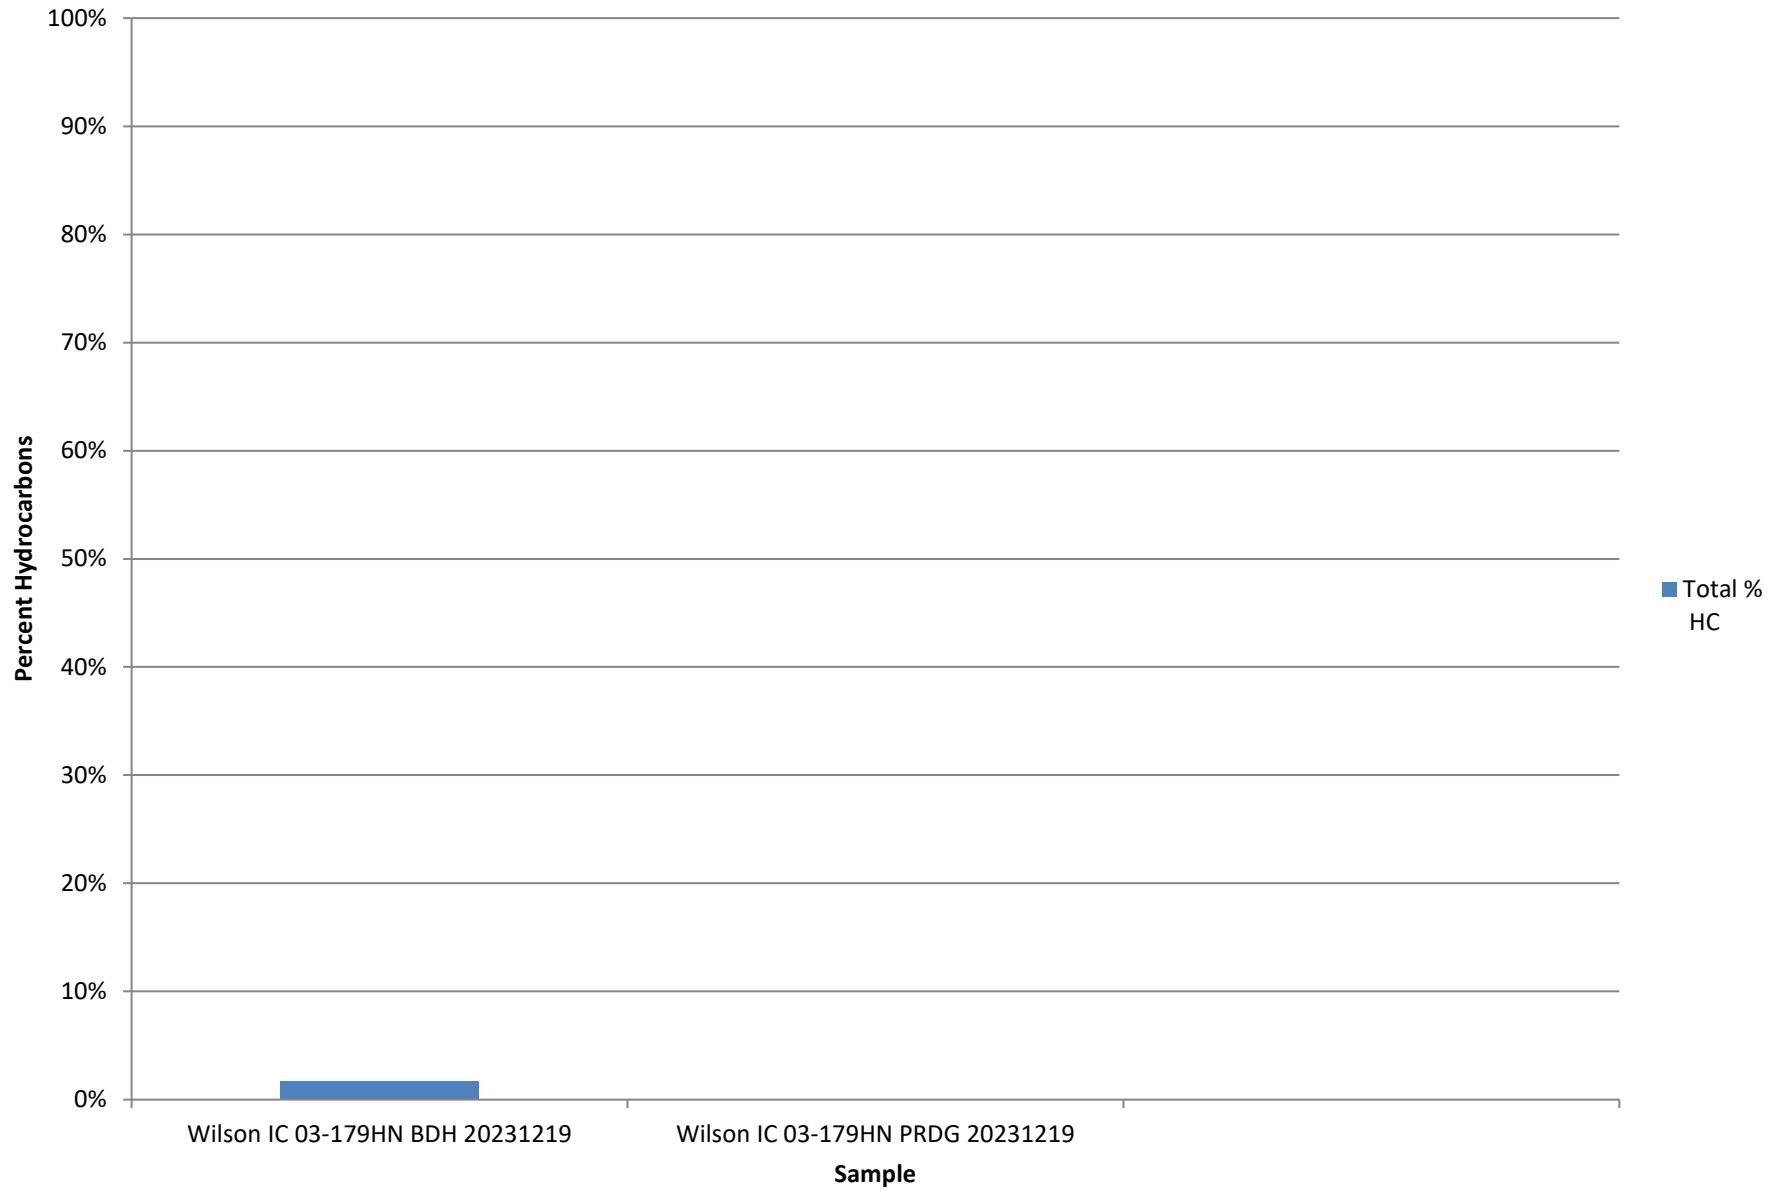 100%
90%
80%
70%
60%
50%
40%
30%
20%
10%
0%
Percent Hydrocarbons
Wilson IC 03-179HN BDH 20231219
Wilson IC 03-179HN PRDG 20231219
Sample
Total %
HC